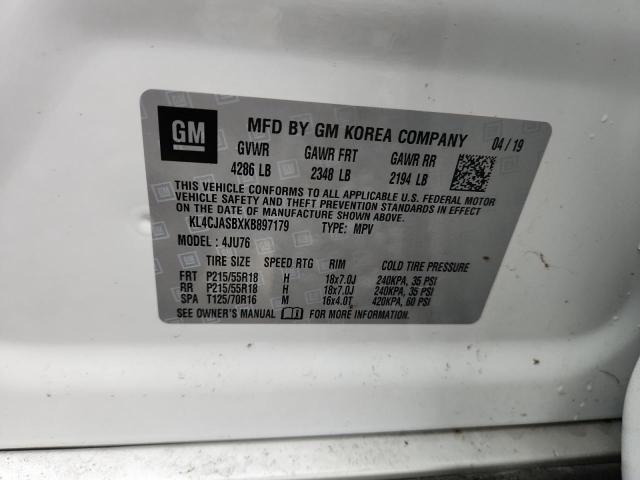 GM
MFD BY GM KOREA COMPANY 04/19
GVWR GAWR FRT GAWR RR
4286 LB 2348 LB 2194 LB
THIS VEHICLE CONFORMS TO ALL APPLICABLE U.S. FEDERAL MOTOR
VEHICLE SAFETY, BUMPER, AND THEFT PREVENTION STANDARDS IN EFFECT
ON THE DATE OF MANUFACTURE SHOWN ABOVE.
KL4CJASBXKB897179 TYPE: MPV
MODEL: 4JU76
TIRE SIZE SPEED RTG RIM COLD TIRE PRESSURE
FRT P215/55R18 H 18x7.0J 240KPA, 35 PSI
RR P215/55R18 H 18x7.0J 240KPA, 35 PSI
SPA T125/70R16 M 16x4.0T 420KPA, 60 PSI
SEE OWNER'S MANUAL FOR MORE INFORMATION.